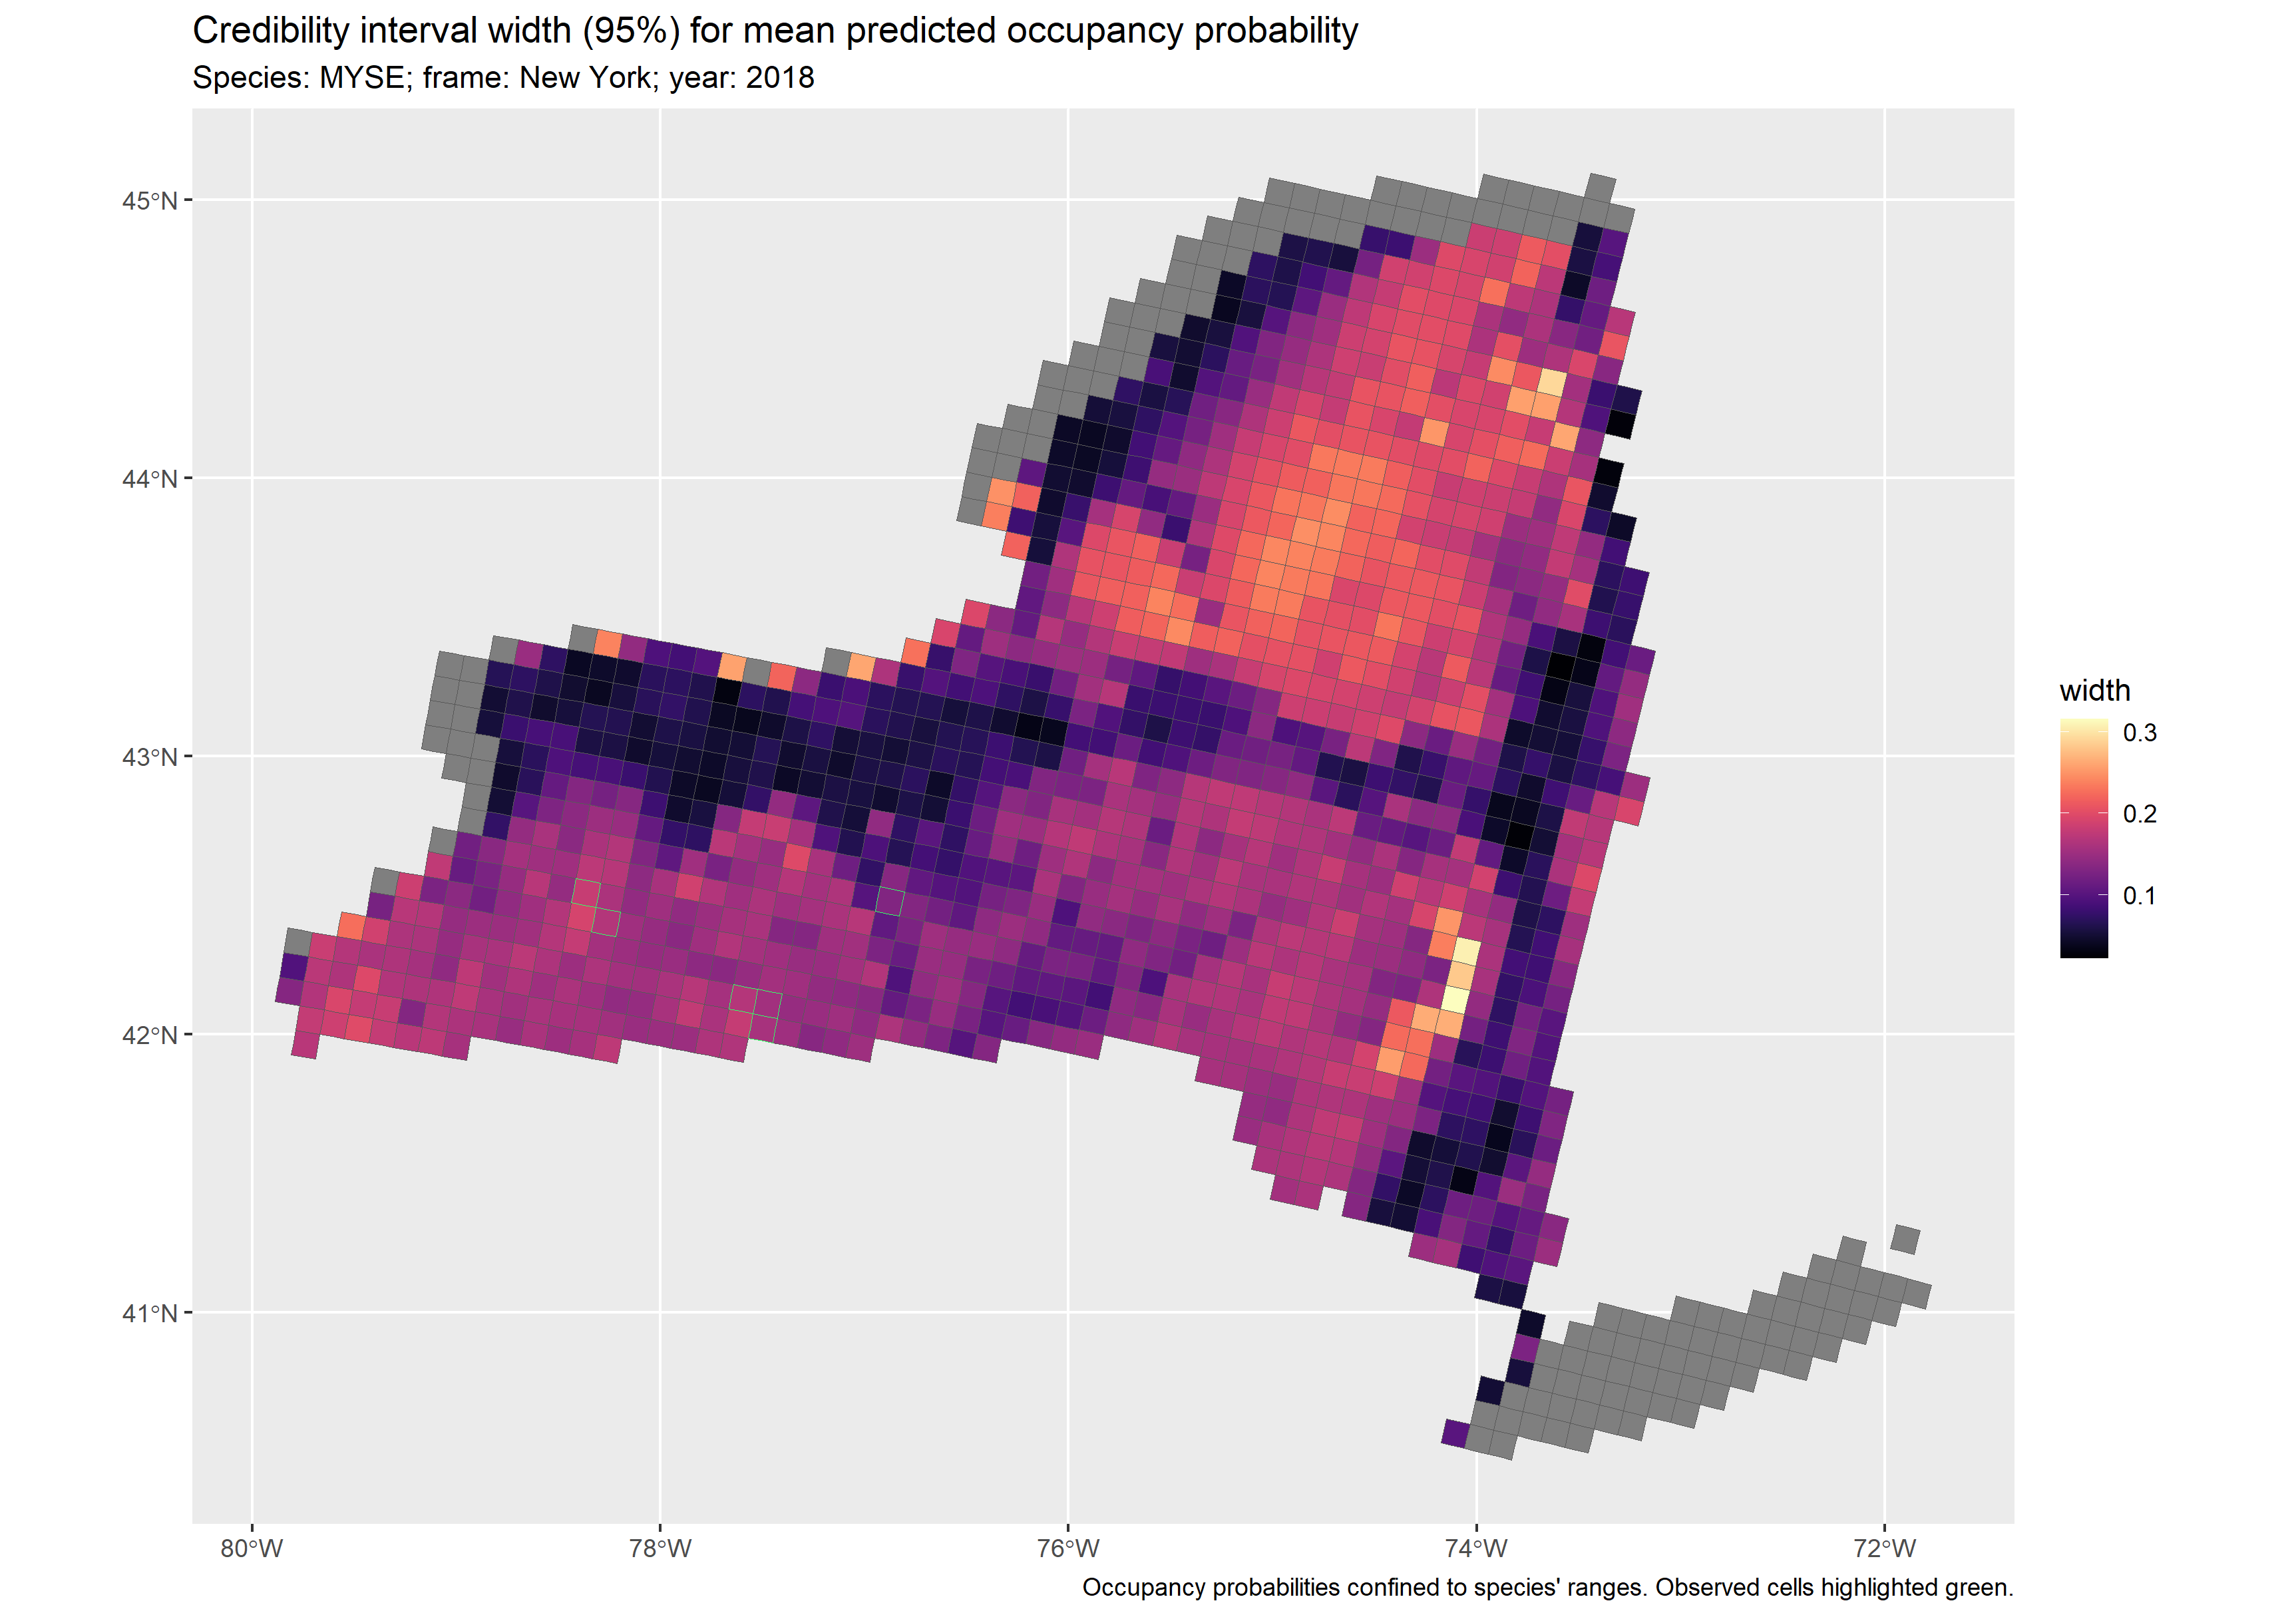 Credibility interval width (95%) for mean predicted occupancy probability
Species: MYSE; frame: New York; year: 2018
45°N
44°N
43°N
42°N
41°N
80°W
78°W
76°W
74°W
72°W
width
0.3
0.2
0.1
Occupancy probabilities confined to species' ranges. Observed cells highlighted green.